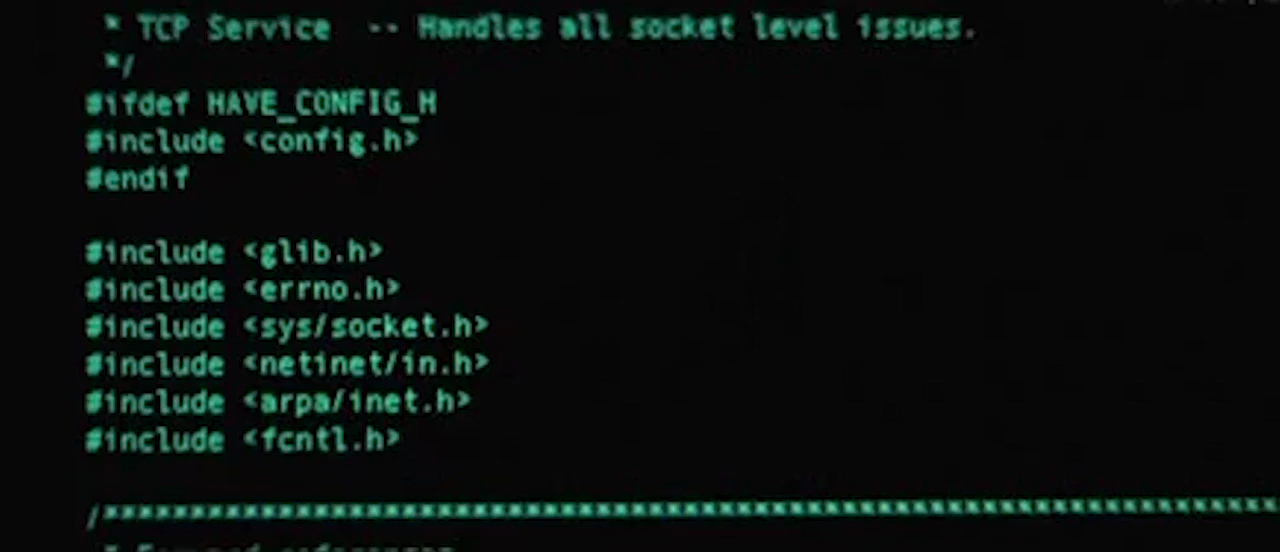 * TCP Service -- Handles all socket level issues.
*/
#ifdef HAVE_CONFIG_H
#include <config.h>
#endif
#include <glib.h>
#include <errno.h>
#include <sys/socket.h>
#include <netinet/in.h>
#include <arpa/inet.h>
#include <fcntl.h>
/*********************************************************************